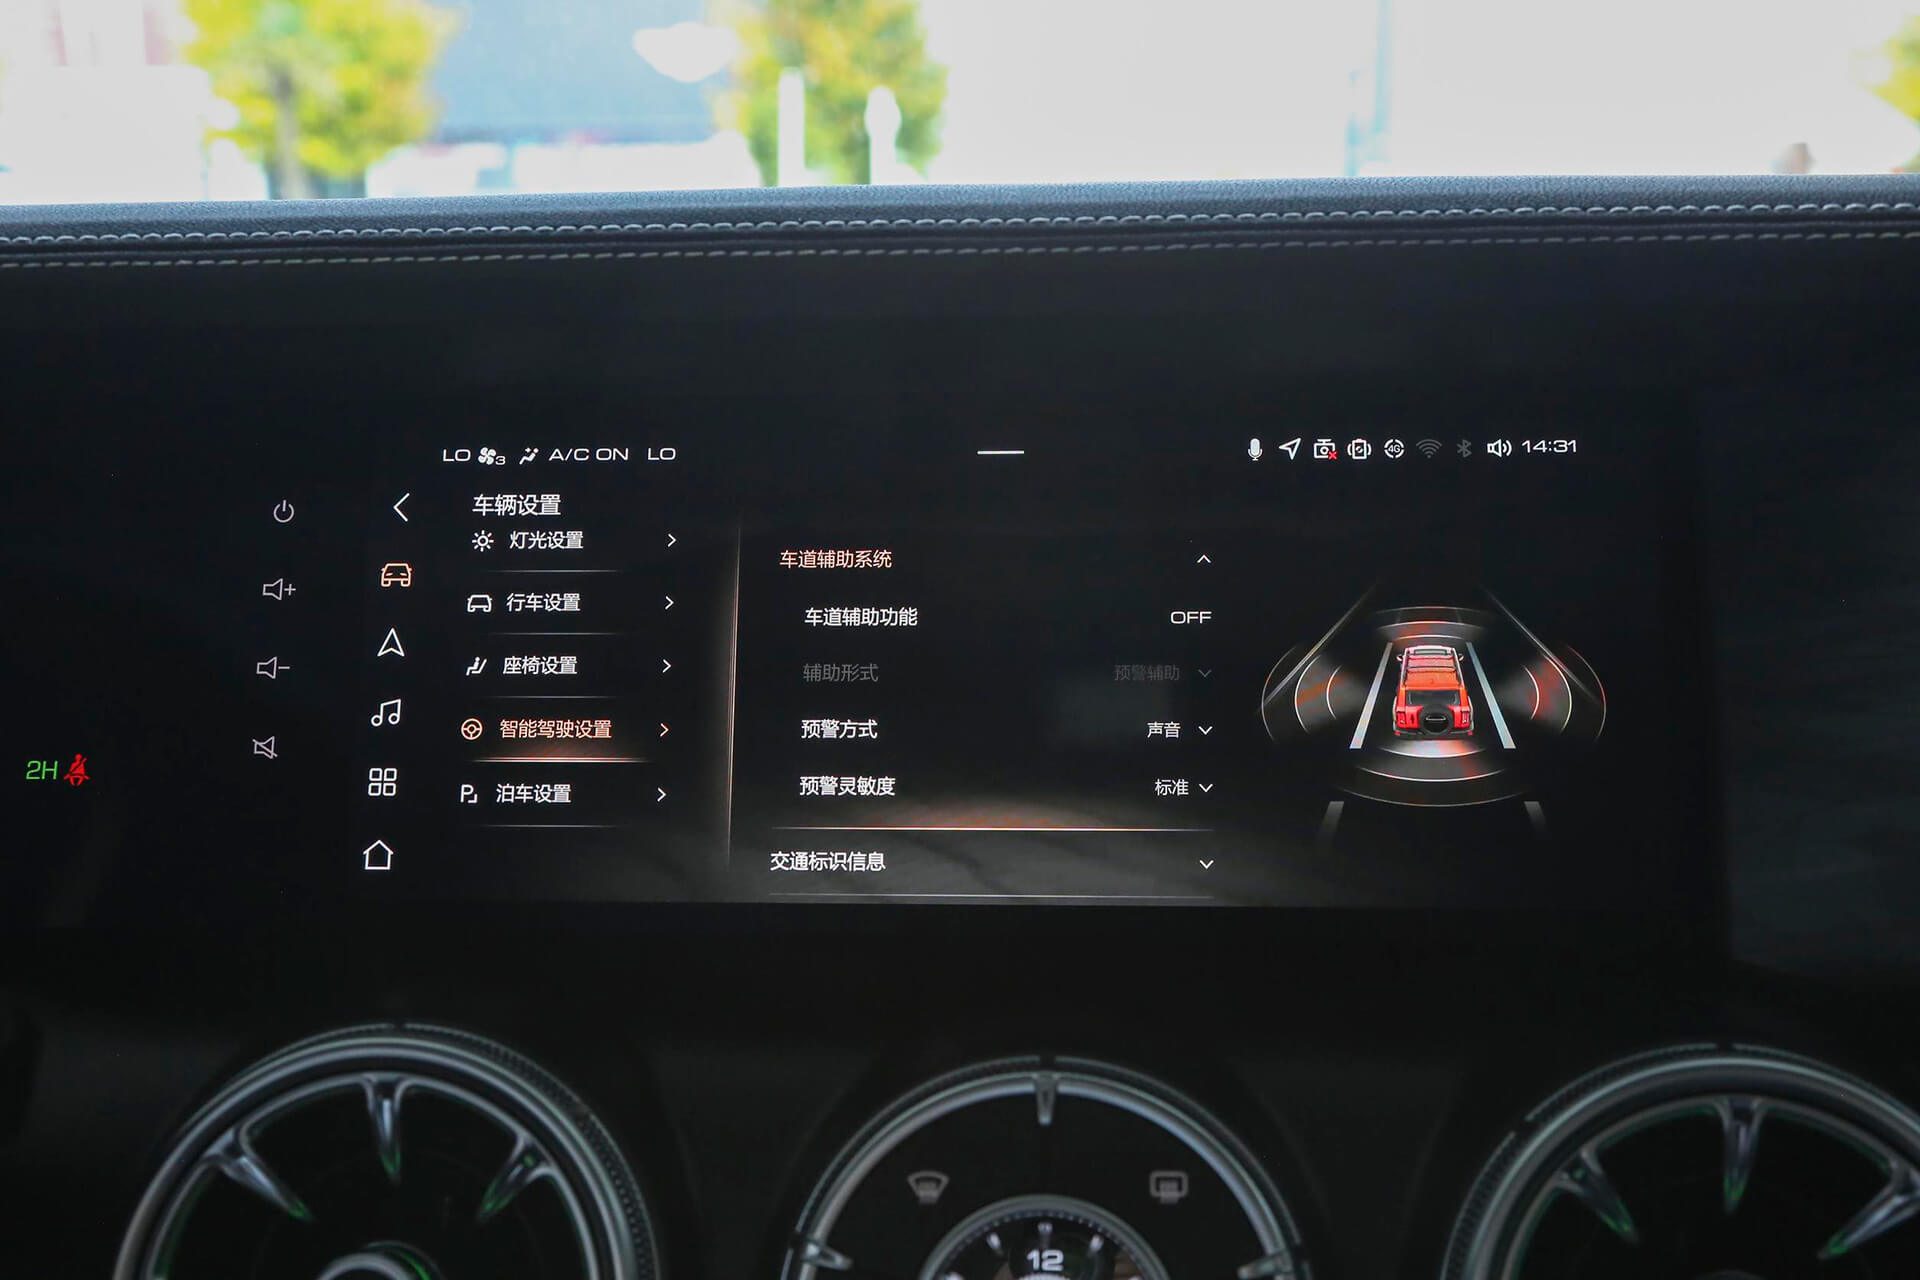 LO 3 A/C ON LO
4G 14:31
车辆设置
灯光设置
行车设置
座椅设置
智能驾驶设置
泊车设置
车道辅助系统
车道辅助功能 OFF
辅助形式 预警辅助
预警方式 声音
预警灵敏度 标准
交通标识信息
2H
12